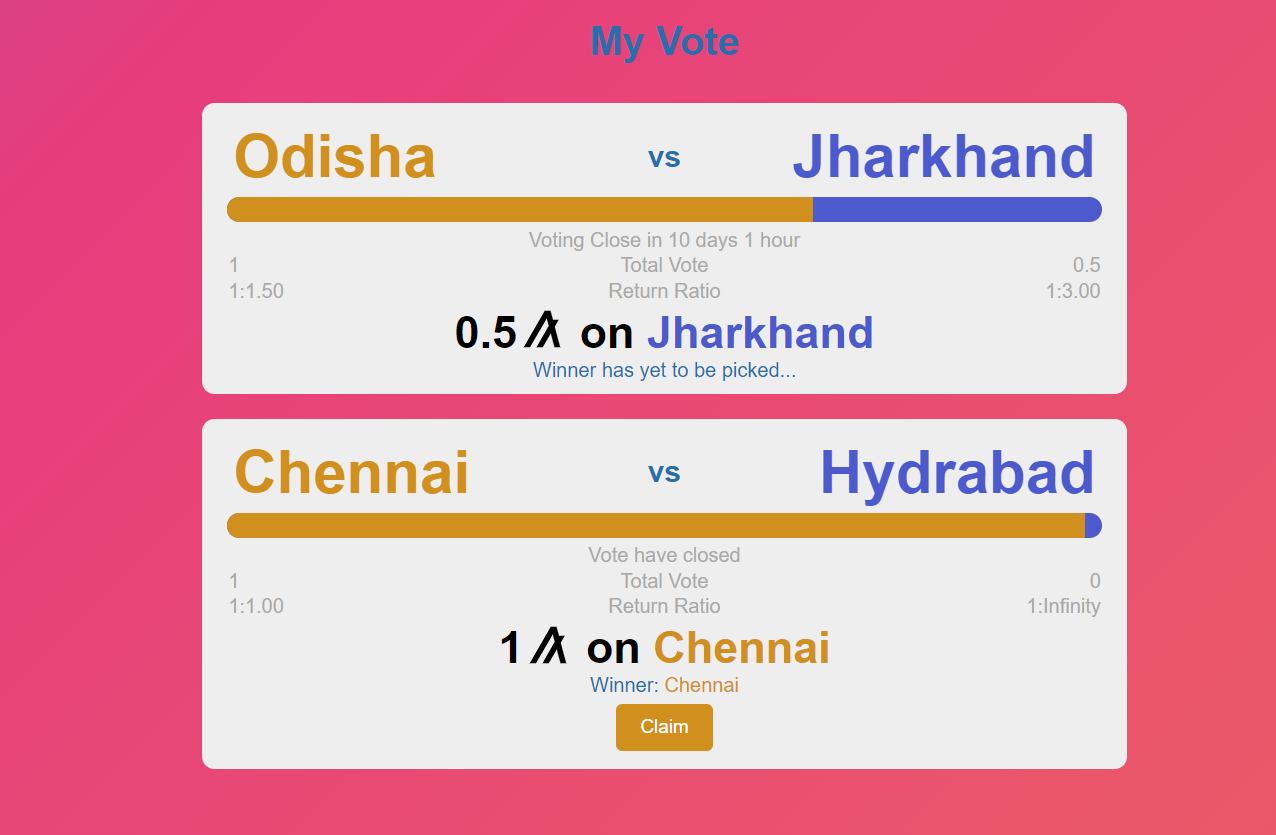 My Vote
Odisha vs Jharkhand
Voting Close in 10 days 1 hour
1 Total Vote 0.5
1:1.50 Return Ratio 1:3.00
0.5 on Jharkhand
Winner has yet to be picked...
Chennai vs Hydrabad
Vote have closed
1 Total Vote 0
1:1.00 Return Ratio 1:Infinity
1 on Chennai
Winner: Chennai
Claim